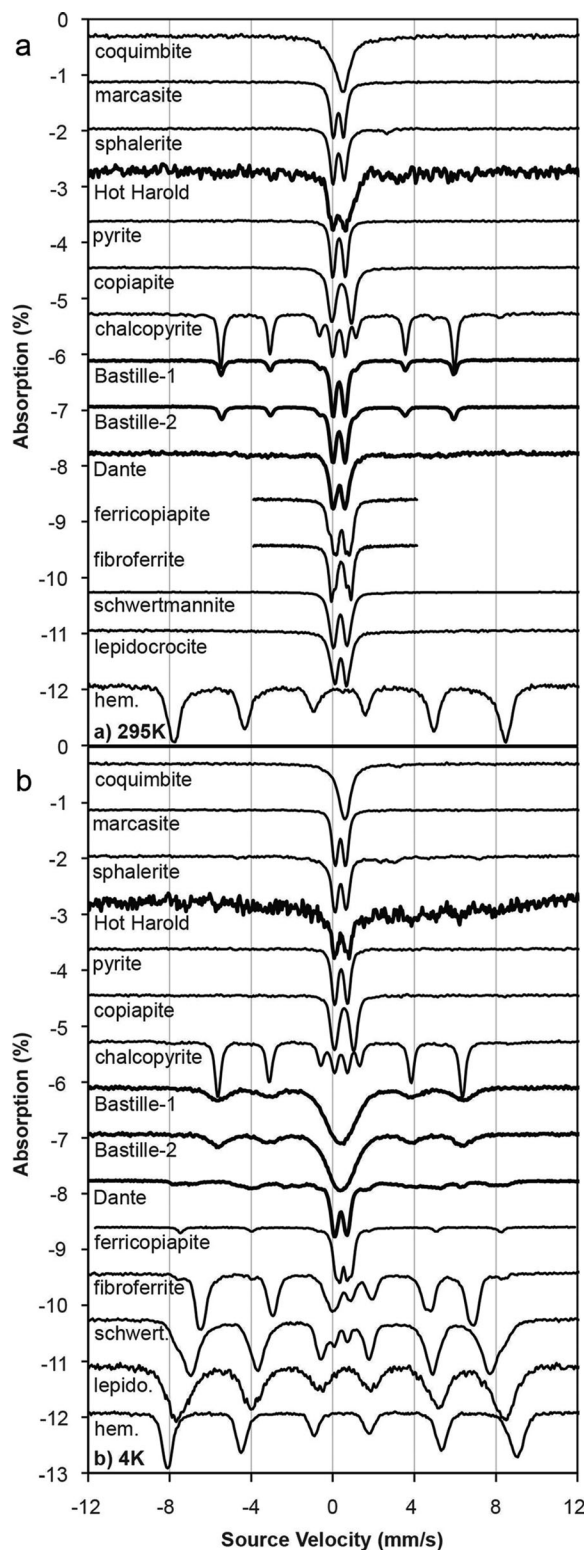 a
0
coquimbite
-1
marcasite
-2
sphalerite
-3
Hot Harold
pyrite
-4
copiapite
-5
chalcopyrite
-6
Bastille-1
-7
Bastille-2
-8
Dante
ferricopiapite
-9
fibroferrite
-10
schwertmannite
-11
lepidocrocite
-12
hem.
a) 295K
Absorption (%)
b
0
coquimbite
-1
marcasite
-2
sphalerite
-3
Hot Harold
pyrite
-4
copiapite
-5
chalcopyrite
-6
Bastille-1
-7
Bastille-2
-8
Dante
ferricopiapite
-9
fibroferrite
-10
schwert.
-11
lepido.
-12
hem.
b) 4K
-13
Absorption (%)
-12 -8 -4 0 4 8 12
Source Velocity (mm/s)